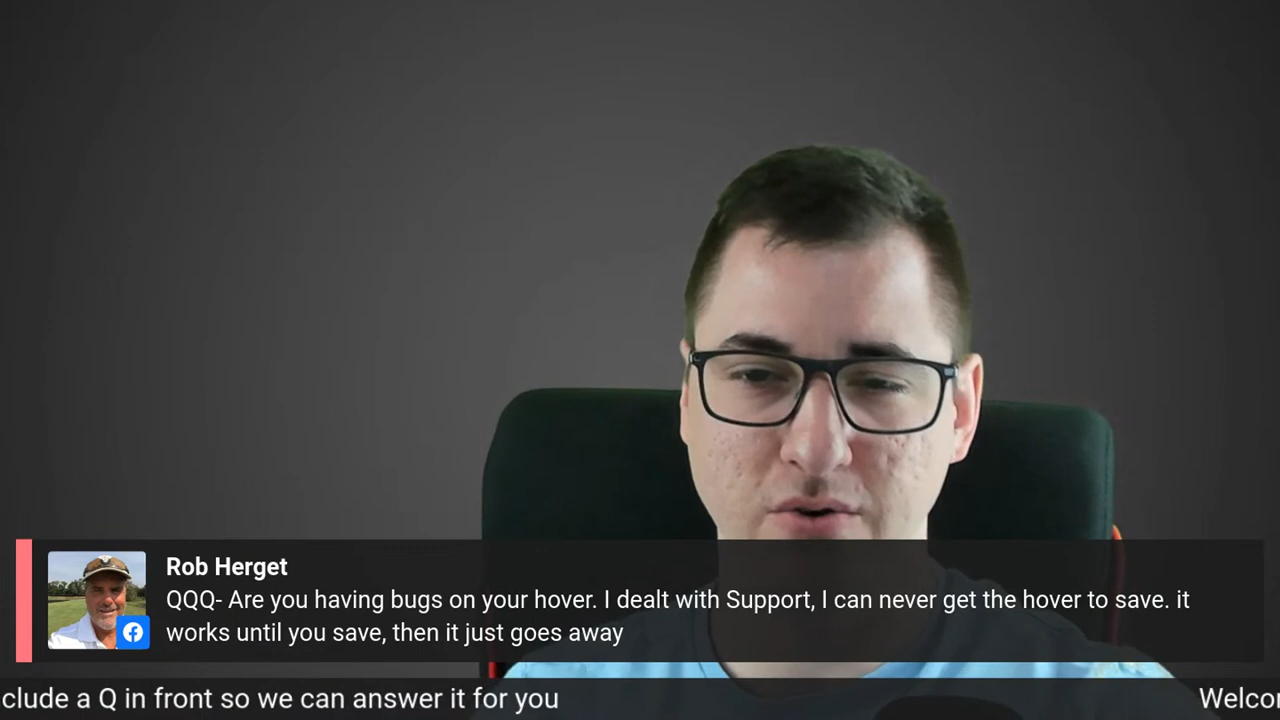 Rob Herget
QQQ- Are you having bugs on your hover. I dealt with Support, I can never get the hover to save. it
works until you save, then it just goes away
clude a Q in front so we can answer it for you
Welco